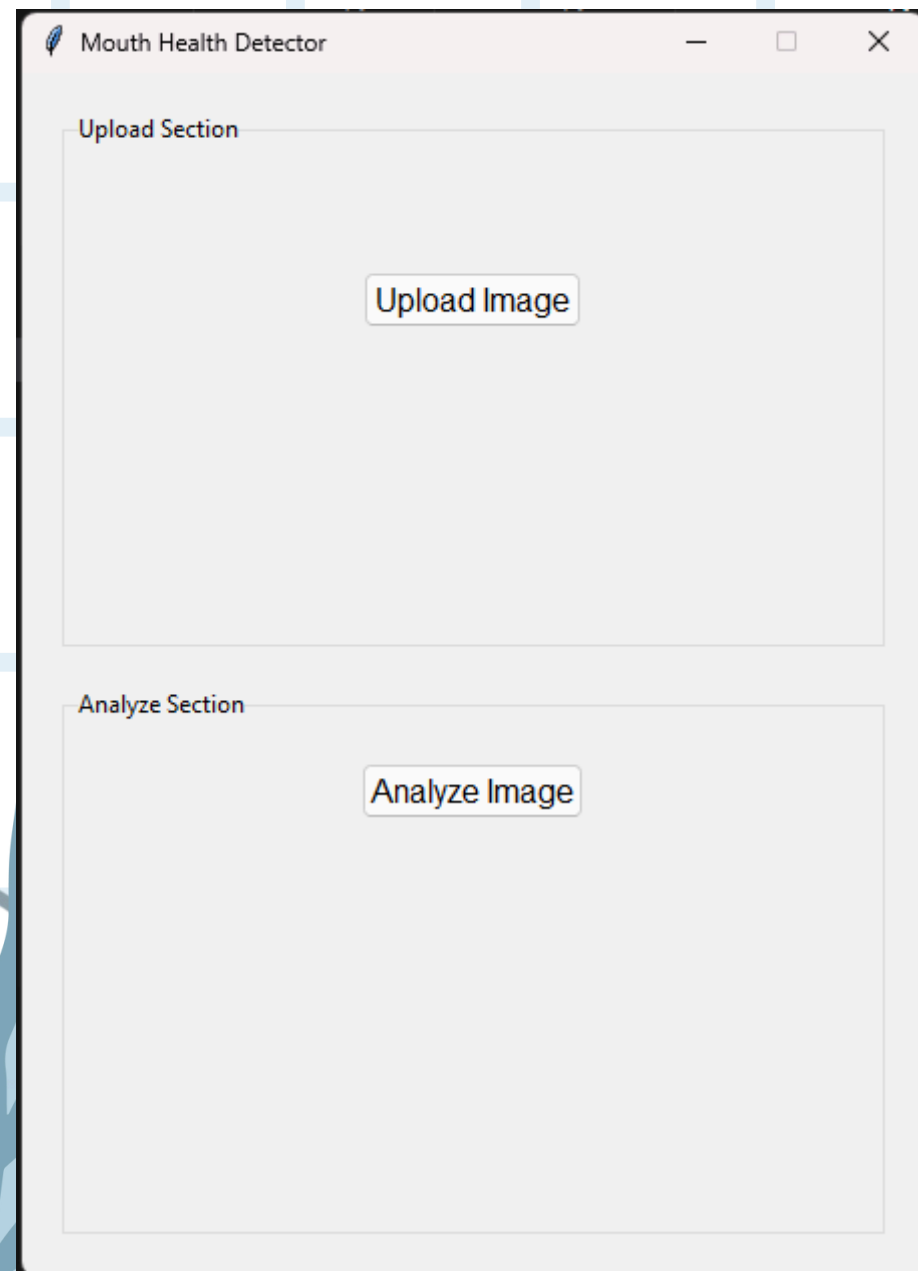 Mouth Health Detector
Upload Section
Upload Image
Analyze Section
Analyze Image